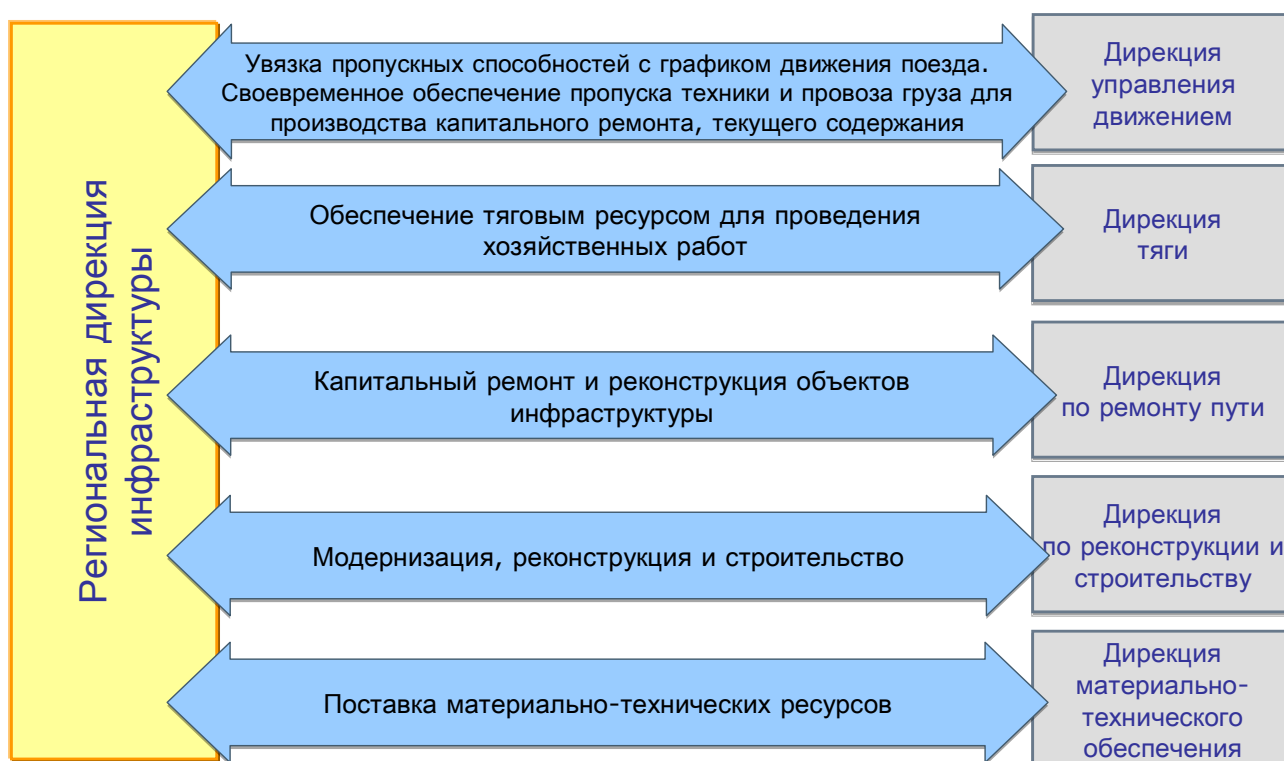 Региональная дирекция
инфраструктуры
Увязка пропускных способностей с графиком движения поезда.
Своевременное обеспечение пропуска техники и провоза груза для
производства капитального ремонта, текущего содержания
Дирекция
управления
движением
Обеспечение тяговым ресурсом для проведения
хозяйственных работ
Дирекция
тяги
Капитальный ремонт и реконструкция объектов
инфраструктуры
Дирекция
по ремонту пути
Модернизация, реконструкция и строительство
Дирекция
по реконструкции и
строительству
Поставка материально-технических ресурсов
Дирекция
материально-
технического
обеспечения